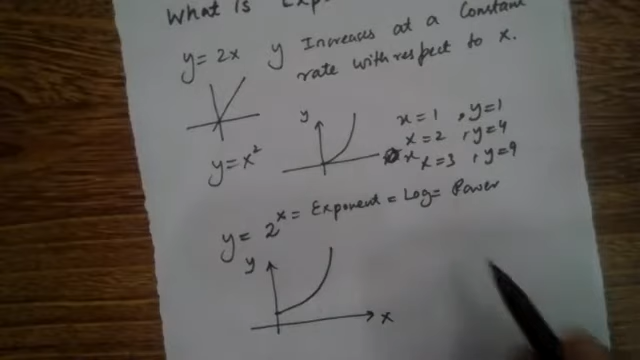 What is
y = 2x y Increases at a Constant
rate with respect to x.
y = x²
y
x = 1 , y = 1
x = 2 , y = 4
x x = 3 , y = 9
y = 2^x = Exponent = Log = Power
y
x